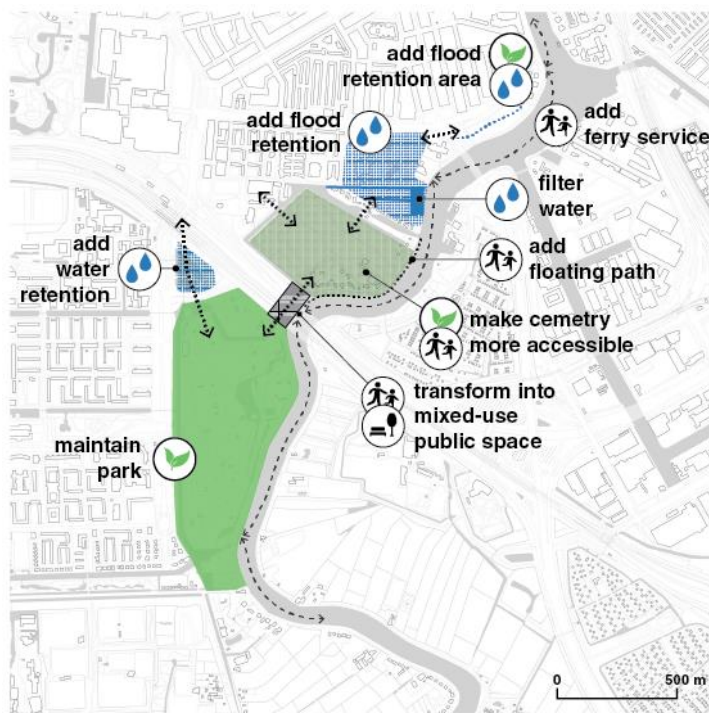 add flood
retention area
add flood
retention
add
ferry service
filter
water
add
water
retention
add
floating path
make cemetry
more accessible
transform into
mixed-use
public space
maintain
park
0
500 m